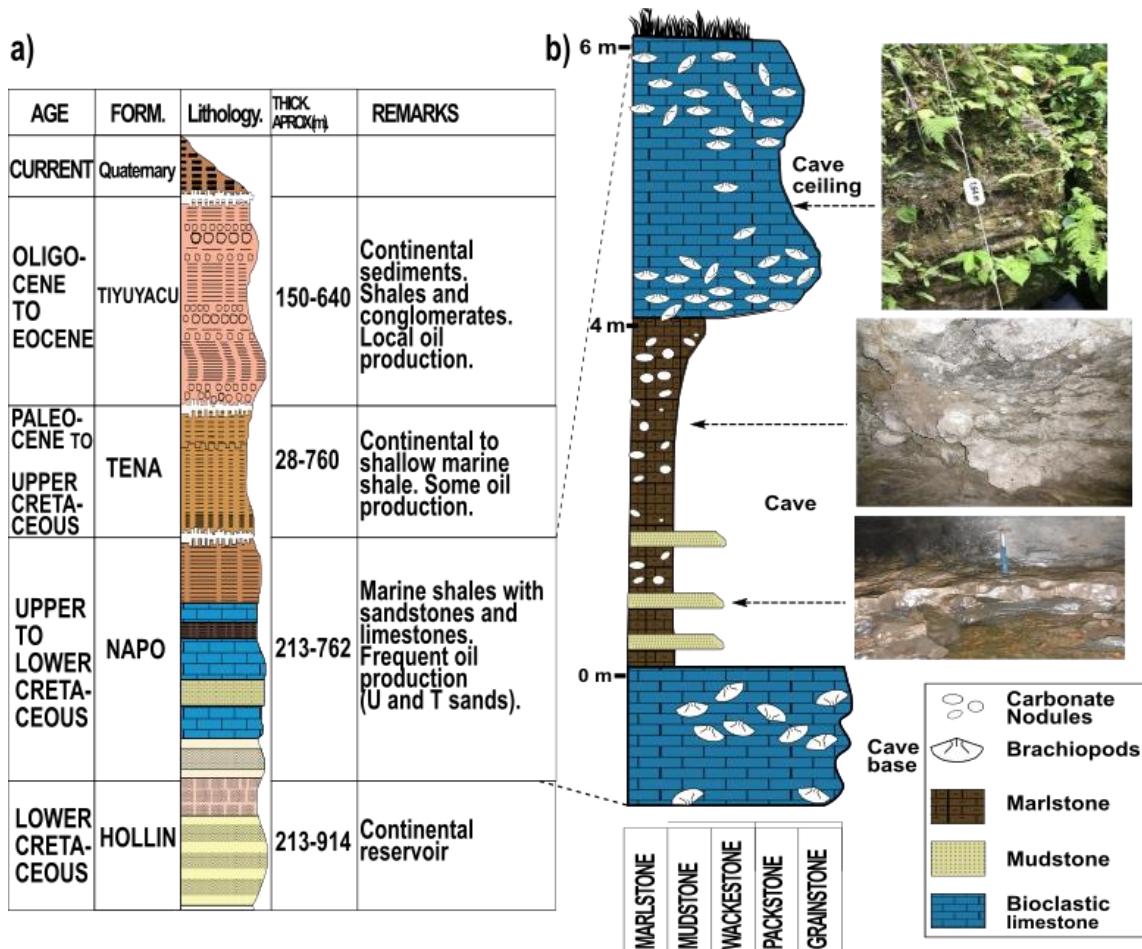 a)
AGE
FORM.
Lithology.
THICK.
APROX(m).
REMARKS
CURRENT
Quaternary
OLIGO-
CENE
TO
EOCENE
TIYUYACU
150-640
Continental
sediments.
Shales and
conglomerates.
Local oil
production.
PALEO-
CENE TO
UPPER
CRETA-
CEOUS
TENA
28-760
Continental to
shallow marine
shale. Some oil
production.
UPPER
TO
LOWER
CRETA-
CEOUS
NAPO
213-762
Marine shales with
sandstones and
limestones.
Frequent oil
production
(U and T sands).
LOWER
CRETA-
CEOUS
HOLLIN
213-914
Continental
reservoir
b)
6 m
4 m
0 m
Cave
ceiling
1.64 m
Cave
Cave
base
MARLSTONE
MUDSTONE
WACKESTONE
PACKSTONE
GRAINSTONE
Carbonate
Nodules
Brachiopods
Marlstone
Mudstone
Bioclastic
limestone